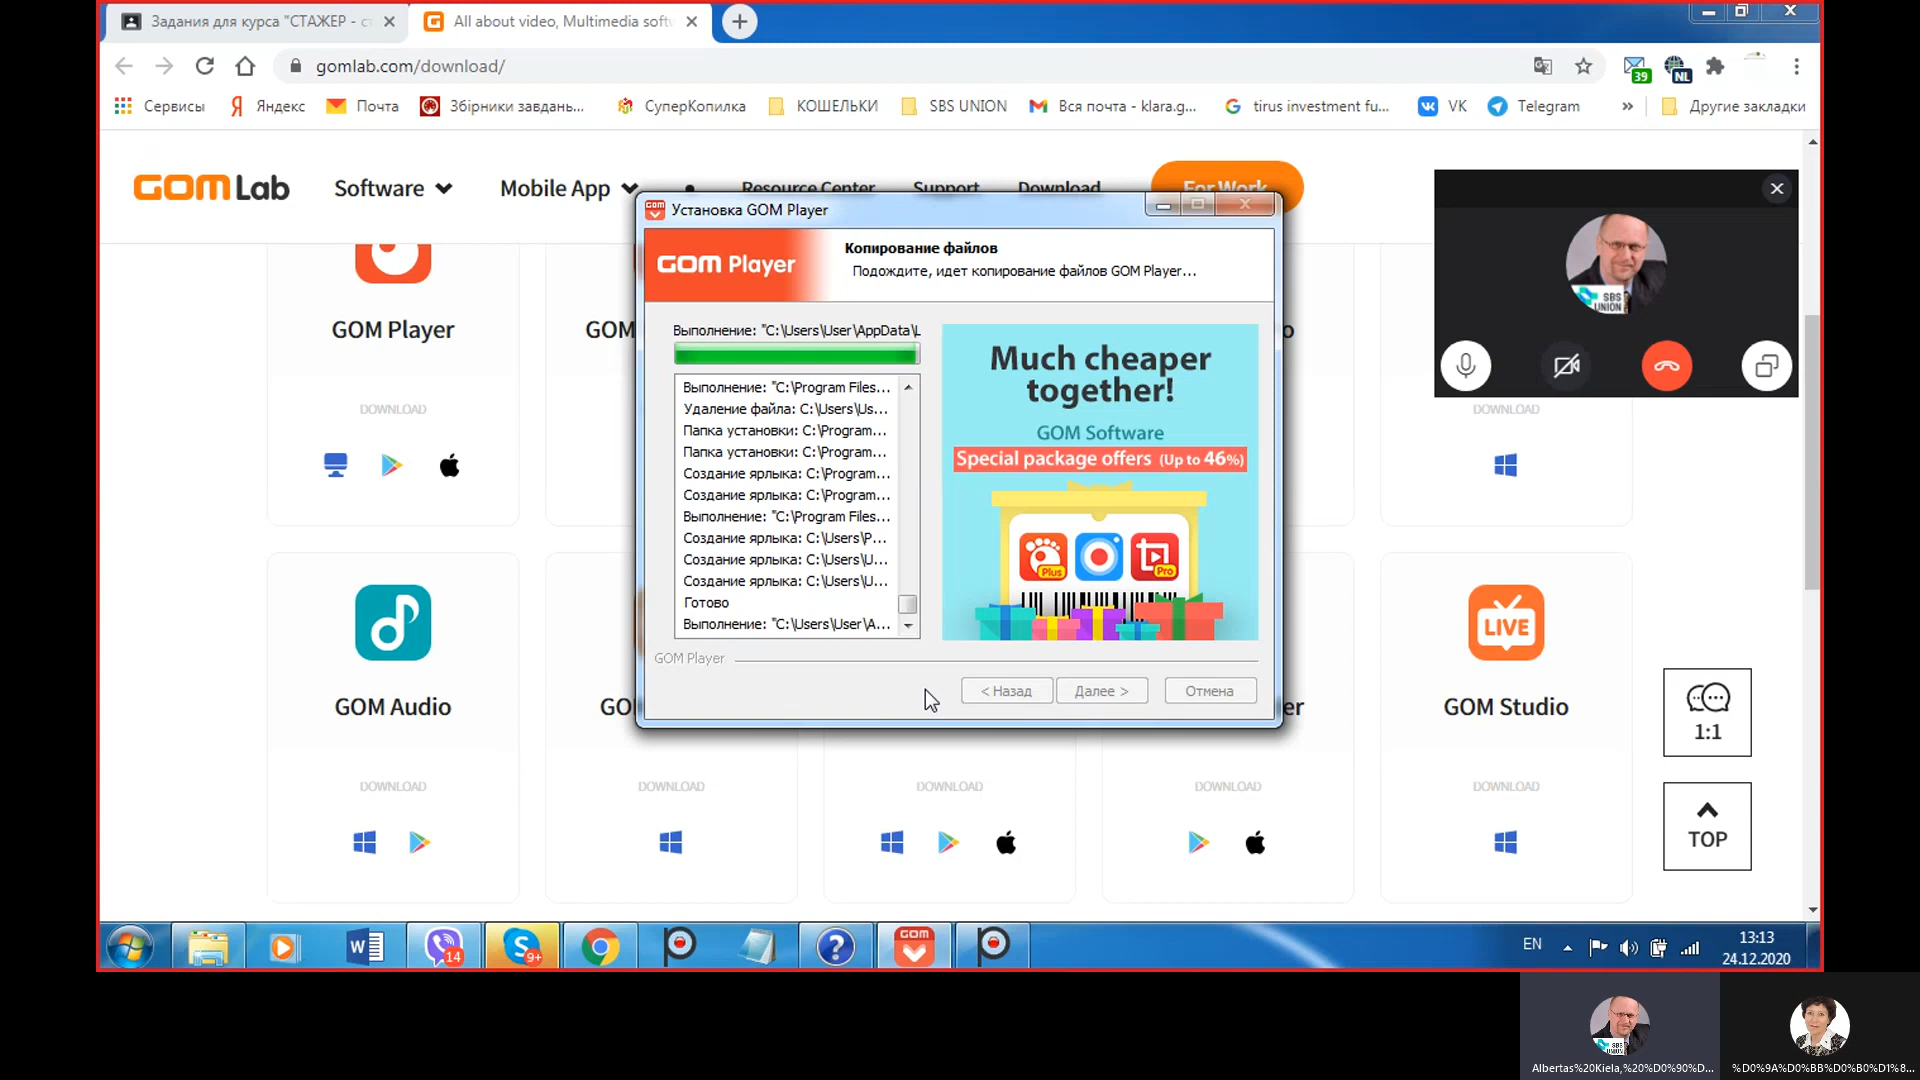 Задания для курса "СТАЖЕР - ст
All about video, Multimedia softw
gomlab.com/download/
39
NL
Сервисы
Яндекс
Почта
Збірники завдань...
СуперКопилка
КОШЕЛЬКИ
SBS UNION
Вся почта - klara.g...
tirus investment fu...
VK
Telegram
»
Другие закладки
GOM Lab
Software
Mobile App
Resource Center
Support
Download
For Work
Установка GOM Player
GOM Player
Копирование файлов
Подождите, идет копирование файлов GOM Player...
Выполнение: "C:\Users\User\AppData\L
Выполнение: "C:\Program Files...
Удаление файла: C:\Users\Us...
Папка установки: C:\Program...
Папка установки: C:\Program...
Создание ярлыка: C:\Program...
Создание ярлыка: C:\Program...
Выполнение: "C:\Program Files...
Создание ярлыка: C:\Users\P...
Создание ярлыка: C:\Users\U...
Создание ярлыка: C:\Users\U...
Готово
Выполнение: "C:\Users\User\A...
Much cheaper
together!
GOM Software
Special package offers (Up to 46%)
Plus
Pro
GOM Player
< Назад
Далее >
Отмена
SBS
UNION
GOM Player
GOM
DOWNLOAD
DOWNLOAD
GOM Audio
LIVE
GOM Studio
DOWNLOAD
DOWNLOAD
DOWNLOAD
DOWNLOAD
DOWNLOAD
1:1
TOP
14
9+
GOM
EN
13:13
24.12.2020
Albertas%20Kiela,%20%D0%90%D...
%D0%9A%D0%BB%D0%B0%D1%8...